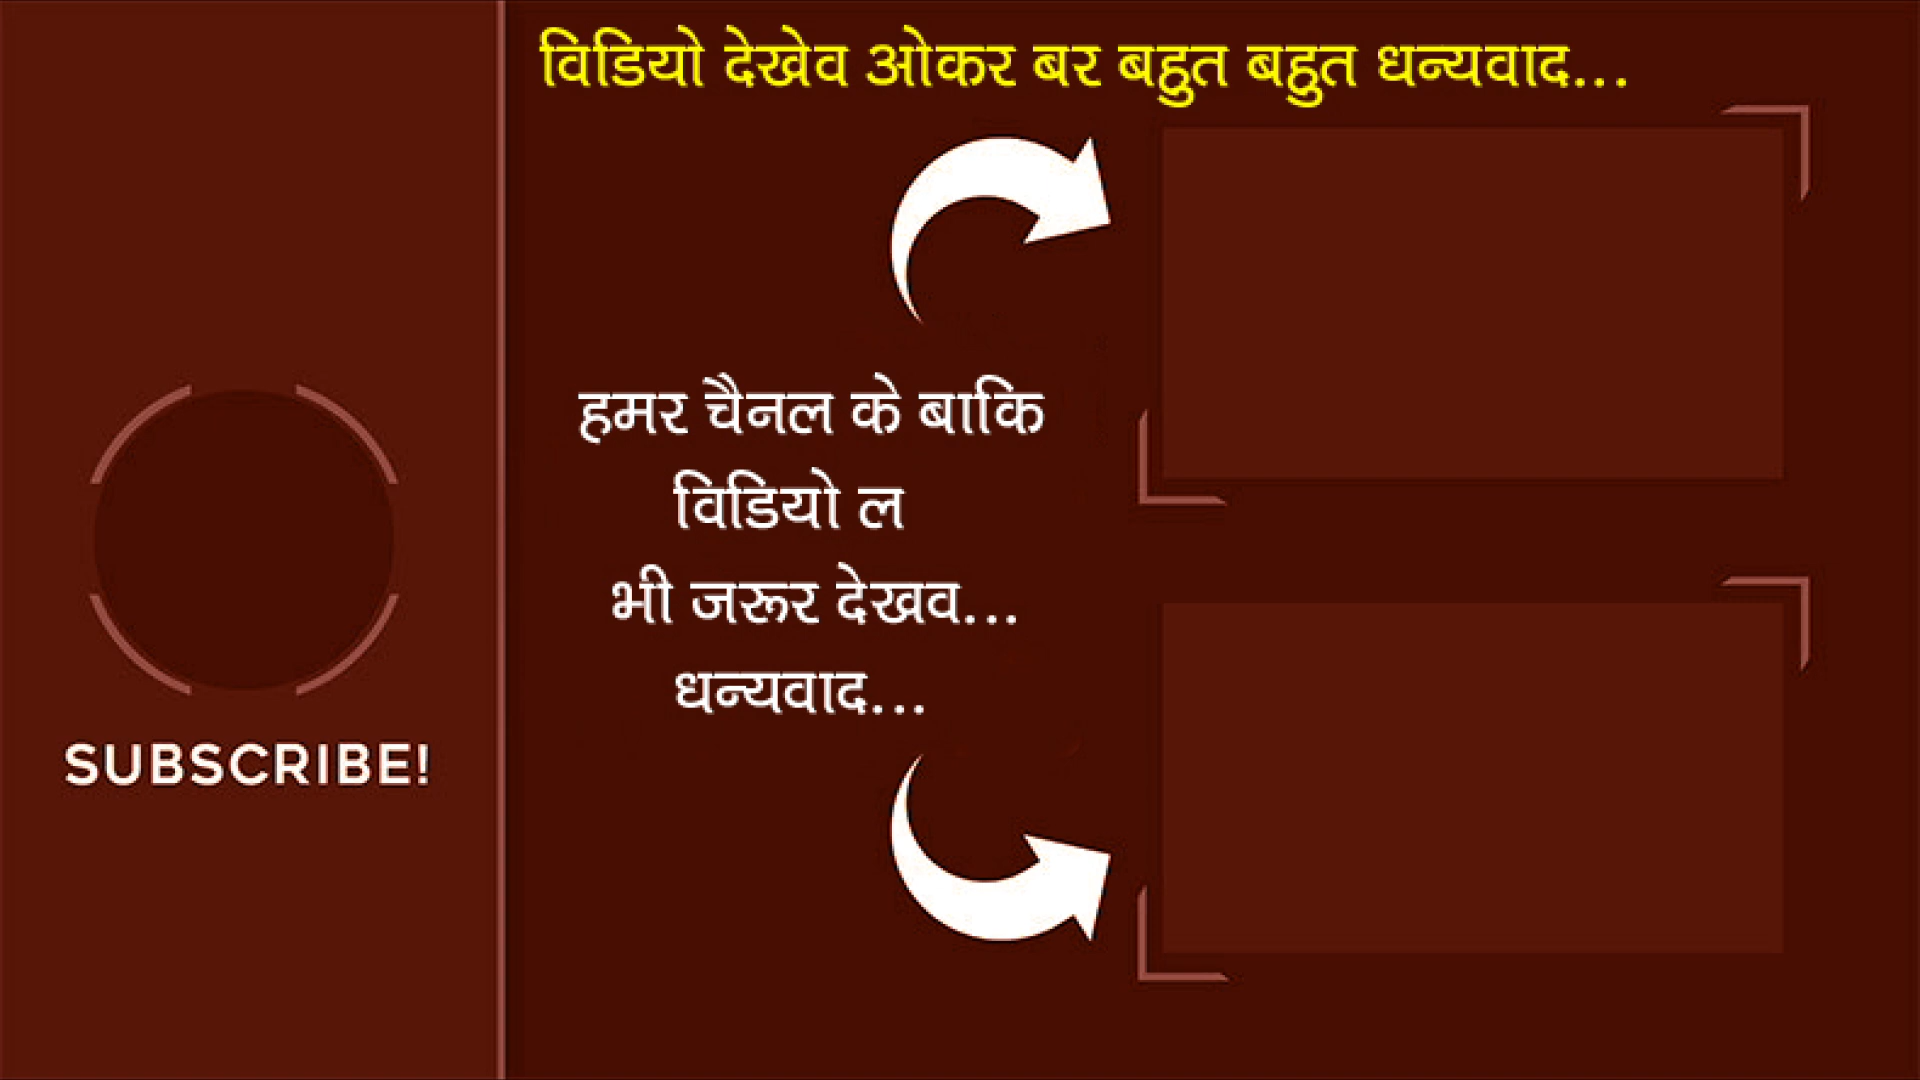 विडियो देखेव ओकर बर बहुत बहुत धन्यवाद...
हमर चैनल के बाकि
विडियो ल
भी जरूर देखव...
धन्यवाद...
SUBSCRIBE!